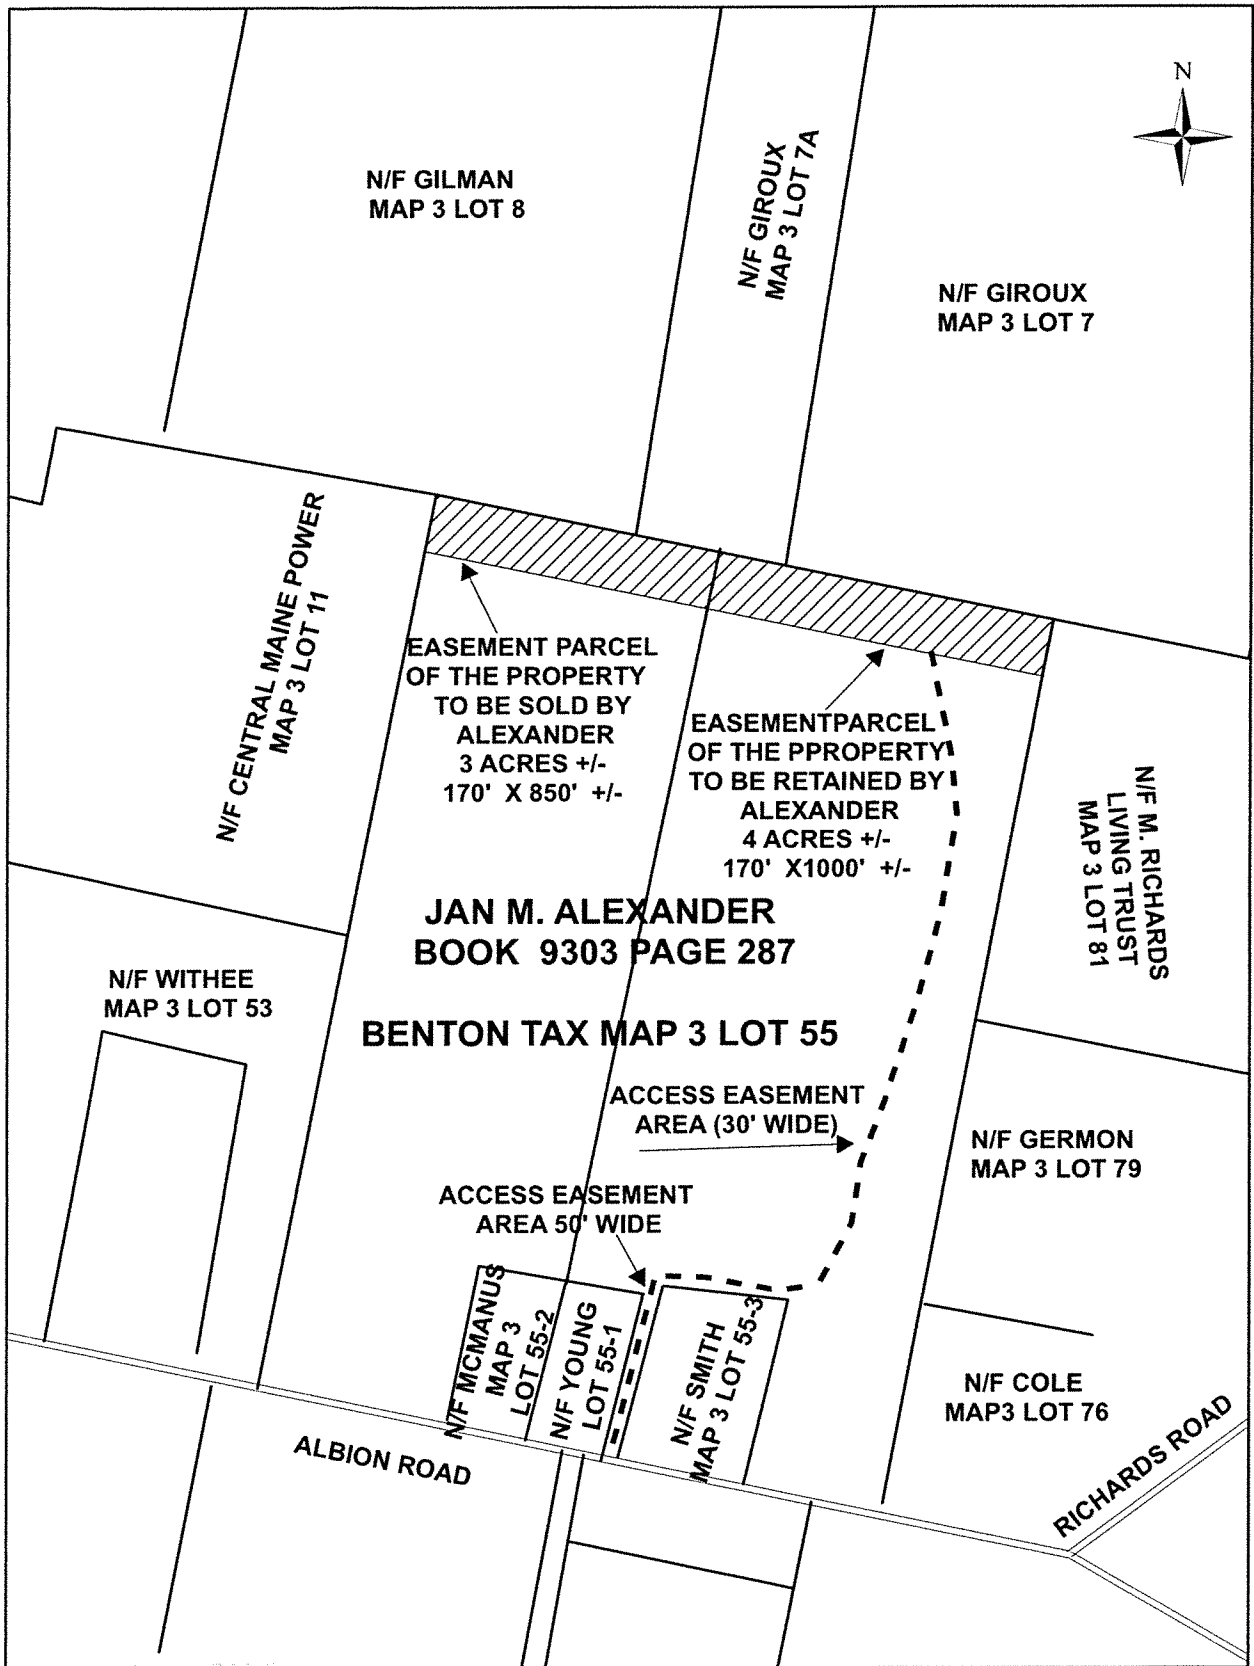 N
N/F GILMAN
MAP 3 LOT 8
N/F GIROUX
MAP 3 LOT 7A
N/F GIROUX
MAP 3 LOT 7
N/F CENTRAL MAINE POWER
MAP 3 LOT 11
EASEMENT PARCEL
OF THE PROPERTY
TO BE SOLD BY
ALEXANDER
3 ACRES +/-
170' X 850' +/-
EASEMENTPARCEL
OF THE PPROPERTY
TO BE RETAINED BY
ALEXANDER
4 ACRES +/-
170' X1000' +/-
N/F M. RICHARDS
LIVING TRUST
MAP 3 LOT 81
JAN M. ALEXANDER
BOOK 9303 PAGE 287
BENTON TAX MAP 3 LOT 55
N/F WITHEE
MAP 3 LOT 53
ACCESS EASEMENT
AREA (30' WIDE)
N/F GERMON
MAP 3 LOT 79
ACCESS EASEMENT
AREA 50' WIDE
N/F MCMANUS
MAP 3
LOT 55-2
N/F YOUNG
LOT 55-1
N/F SMITH
MAP 3 LOT 55-3
N/F COLE
MAP3 LOT 76
ALBION ROAD
RICHARDS ROAD